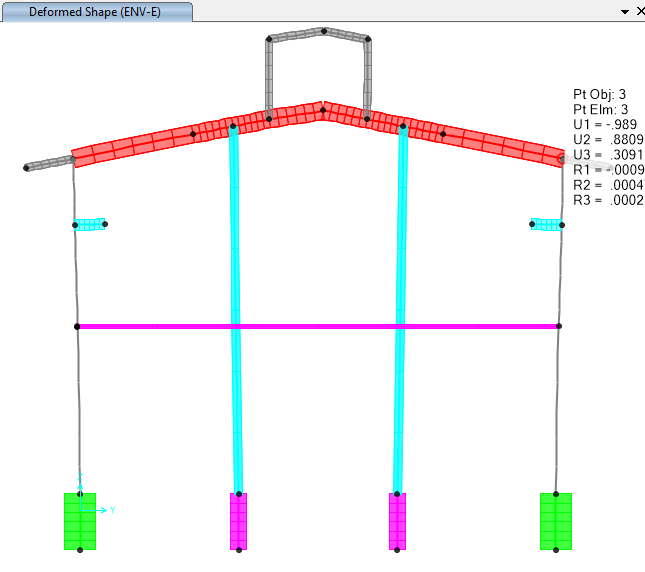 Deformed Shape (ENV-E)
Pt Obj: 3
Pt Elm: 3
U1 = -.989
U2 = .8809
U3 = .3091
R1 = -.0009
R2 = .0004
R3 = .0002
Y